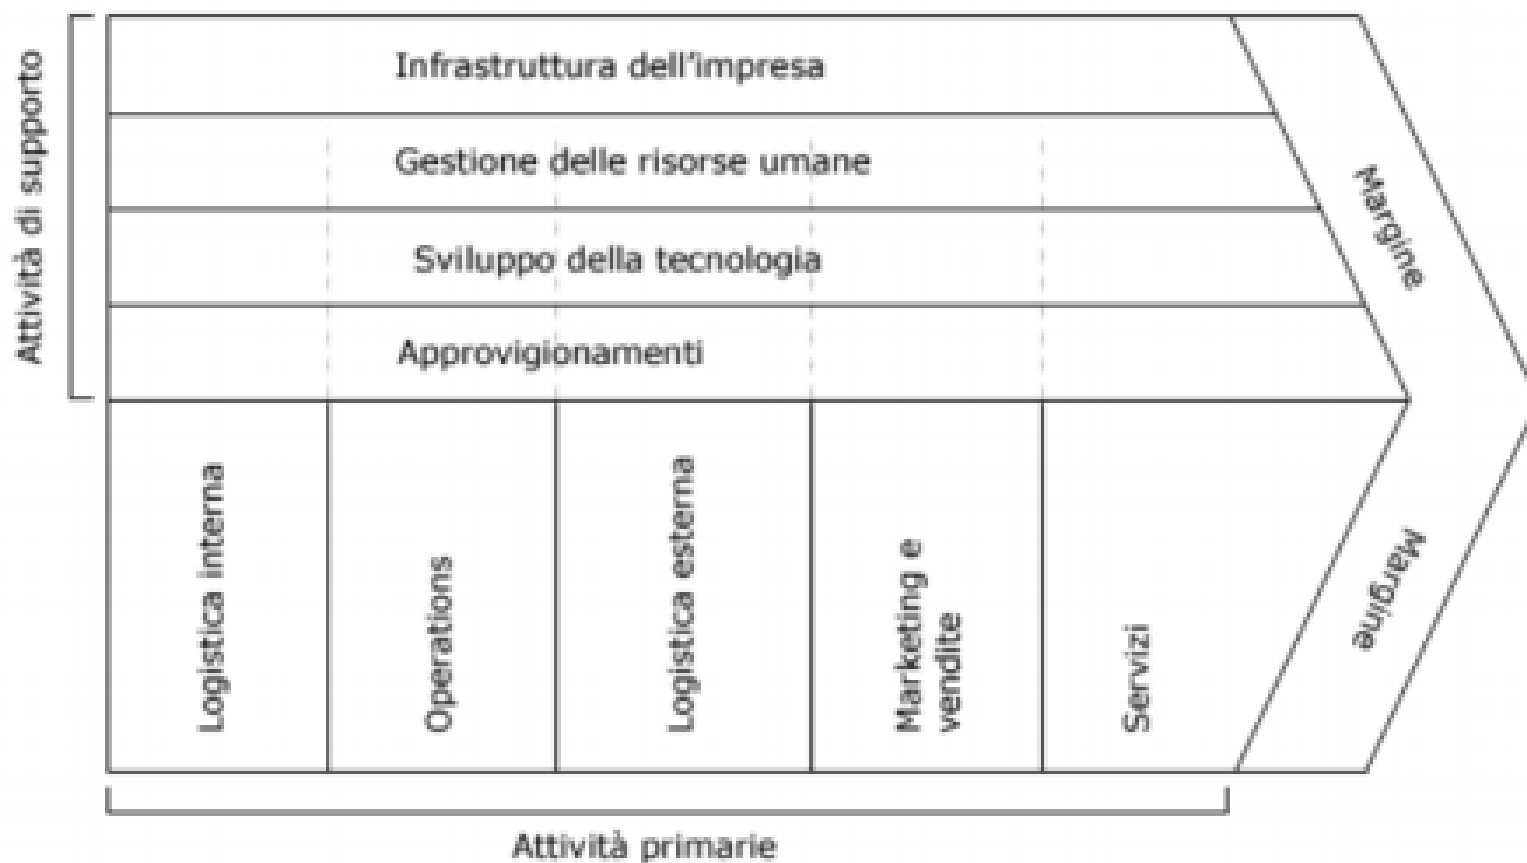 Attività di supporto
Infrastruttura dell'impresa
Gestione delle risorse umane
Sviluppo della tecnologia
Approvigionamenti
Margine
Logistica interna
Operations
Logistica esterna
Marketing e
vendite
Servizi
Margine
Attività primarie